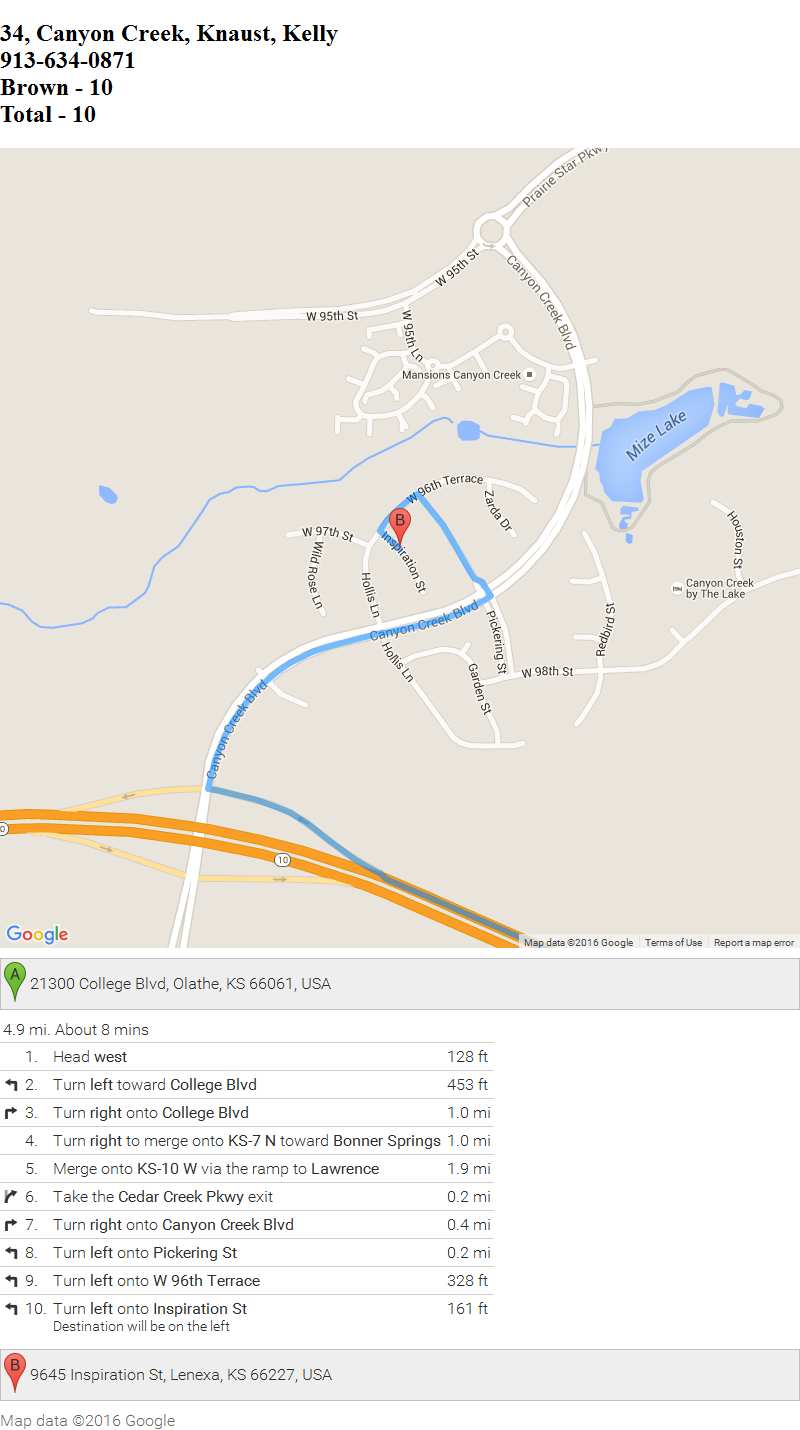 34, Canyon Creek, Knaust, Kelly
913-634-0871
Brown - 10
Total - 10
Prairie Star Pkwy
W 95th St
Canyon Creek Blvd
W 95th St
W 95th Ln
Mansions Canyon Creek
Mize Lake
W 96th Terrace
Zarda Dr
B
W 97th St
Inspiration St
Houston St
Wild Rose Ln
Hollis Ln
Canyon Creek
by The Lake
Canyon Creek Blvd
Pickering St
Redbird St
Hollis Ln
Garden St
W 98th St
Canyon Creek Blvd
0
10
Google
Map data ©2016 Google Terms of Use Report a map error
A 21300 College Blvd, Olathe, KS 66061, USA
4.9 mi. About 8 mins
1. Head west 128 ft
2. Turn left toward College Blvd 453 ft
3. Turn right onto College Blvd 1.0 mi
4. Turn right to merge onto KS-7 N toward Bonner Springs 1.0 mi
5. Merge onto KS-10 W via the ramp to Lawrence 1.9 mi
6. Take the Cedar Creek Pkwy exit 0.2 mi
7. Turn right onto Canyon Creek Blvd 0.4 mi
8. Turn left onto Pickering St 0.2 mi
9. Turn left onto W 96th Terrace 328 ft
10. Turn left onto Inspiration St 161 ft
Destination will be on the left
B 9645 Inspiration St, Lenexa, KS 66227, USA
Map data ©2016 Google